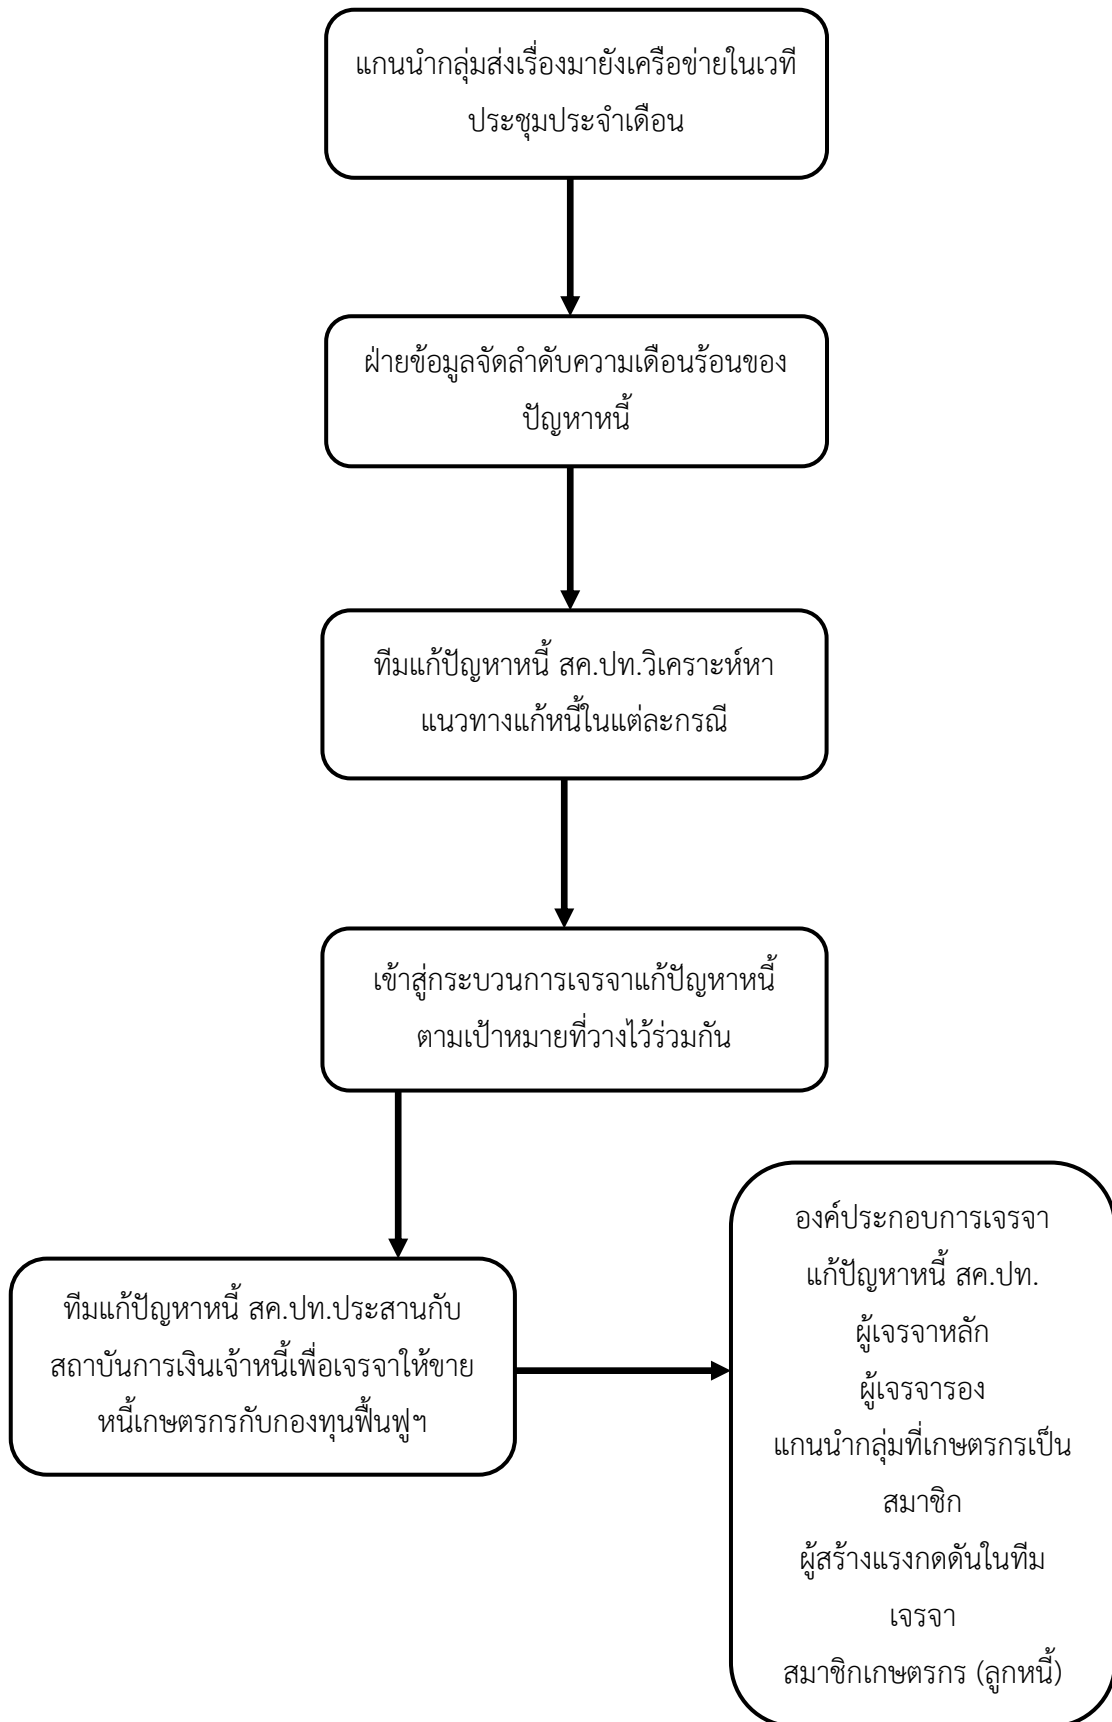 แกนนำกลุ่มส่งเรื่องมายังเครือข่ายในเวที
ประชุมประจำเดือน
ฝ่ายข้อมูลจัดลำดับความเดือนร้อนของ
ปัญหาหนี้
ทีมแก้ปัญหาหนี้ สค.ปท.วิเคราะห์หา
แนวทางแก้หนี้ในแต่ละกรณี
เข้าสู่กระบวนการเจรจาแก้ปัญหาหนี้
ตามเป้าหมายที่วางไว้ร่วมกัน
ทีมแก้ปัญหาหนี้ สค.ปท.ประสานกับ
สถาบันการเงินเจ้าหนี้เพื่อเจรจาให้ขาย
หนี้เกษตรกรกับกองทุนฟื้นฟูฯ
องค์ประกอบการเจรจา
แก้ปัญหาหนี้ สค.ปท.
ผู้เจรจาหลัก
ผู้เจรจารอง
แกนนำกลุ่มที่เกษตรกรเป็น
สมาชิก
ผู้สร้างแรงกดดันในทีม
เจรจา
สมาชิกเกษตรกร (ลูกหนี้)